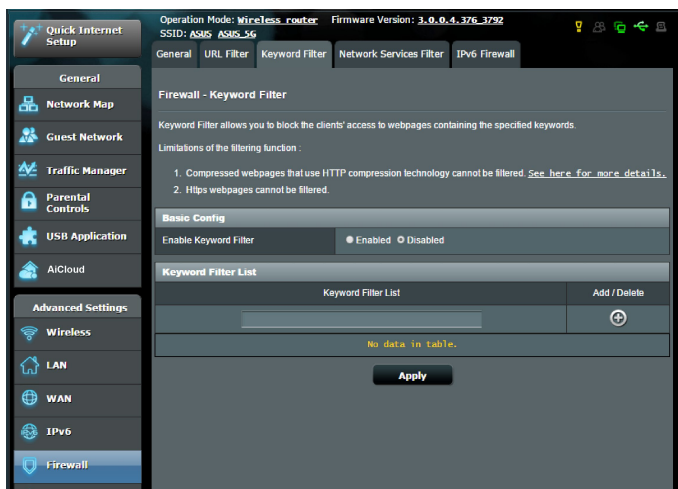 Quick Internet
Setup
General
Network Map
Guest Network
Traffic Manager
Parental
Controls
USB Application
AiCloud
Advanced Settings
Wireless
LAN
WAN
IPv6
Firewall
Operation Mode: Wireless router Firmware Version: 3.0.0.4.376_3792
SSID: ASUS ASUS_5G
General URL Filter Keyword Filter Network Services Filter IPv6 Firewall
Firewall - Keyword Filter
Keyword Filter allows you to block the clients' access to webpages containing the specified keywords.
Limitations of the filtering function :
1. Compressed webpages that use HTTP compression technology cannot be filtered. See here for more details.
2. Https webpages cannot be filtered.
Basic Config
Enable Keyword Filter Enabled Disabled
Keyword Filter List
Keyword Filter List Add / Delete
No data in table.
Apply